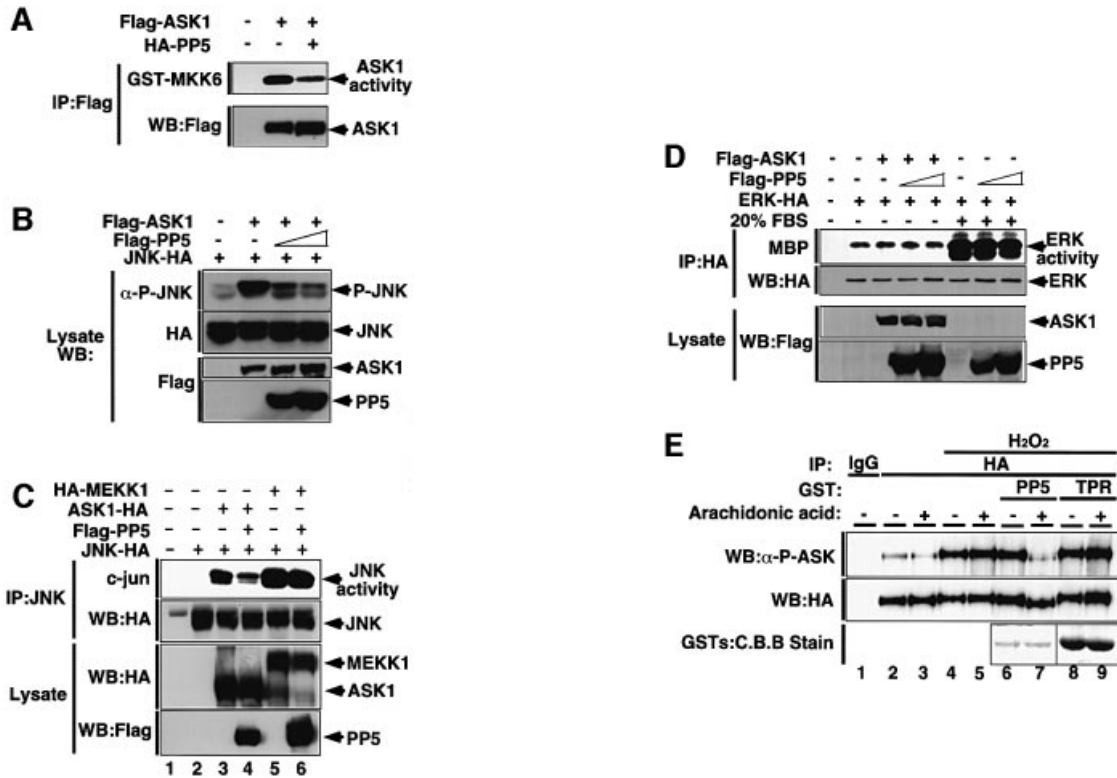 A
Flag-ASK1 - + +
HA-PP5 - - +
IP:Flag
GST-MKK6
ASK1 activity
WB:Flag
ASK1
B
Flag-ASK1 - + + +
Flag-PP5 - -
JNK-HA + + + +
Lysate WB:
α-P-JNK
P-JNK
HA
JNK
Flag
ASK1
PP5
C
HA-MEKK1 - - - - + +
ASK1-HA - - + + - -
Flag-PP5 - - - + - +
JNK-HA - + + + + +
IP:JNK
c-jun
JNK activity
WB:HA
JNK
Lysate
WB:HA
MEKK1
ASK1
WB:Flag
PP5
1 2 3 4 5 6
D
Flag-ASK1 - - + + + - - -
Flag-PP5 - - - -
ERK-HA - + + + + + + +
20% FBS - - - - - + + +
IP:HA
MBP
ERK activity
WB:HA
ERK
Lysate
WB:Flag
ASK1
PP5
E
H₂O₂
IP: IgG HA
GST: PP5 TPR
Arachidonic acid: - - + - + - + - +
WB:α-P-ASK
WB:HA
GSTs:C.B.B Stain
1 2 3 4 5 6 7 8 9